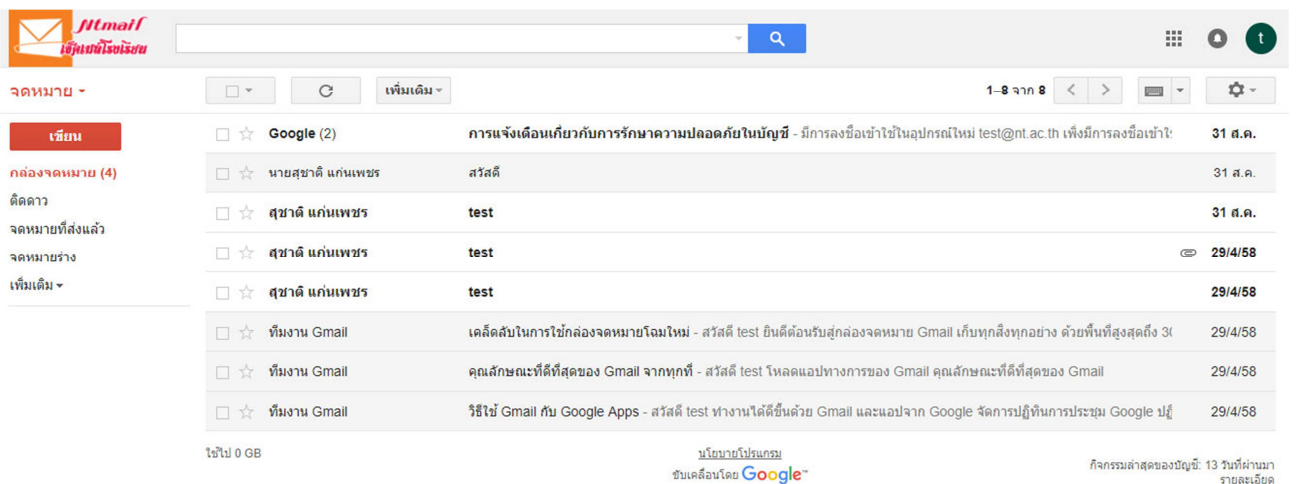 Ntmail
t
จดหมาย
เพิ่มเติม
1–8 จาก 8
เขียน
กล่องจดหมาย (4)
ติดดาว
จดหมายที่ส่งแล้ว
จดหมายร่าง
เพิ่มเติม
Google (2) การแจ้งเตือนเกี่ยวกับการรักษาความปลอดภัยในบัญชี - มีการลงชื่อเข้าใช้ในอุปกรณ์ใหม่ test@nt.ac.th เพิ่งมีการลงชื่อเข้าใช้ 31 ส.ค.
นายสุชาติ แก่นเพชร สวัสดี 31 ส.ค.
สุชาติ แก่นเพชร test 31 ส.ค.
สุชาติ แก่นเพชร test 29/4/58
สุชาติ แก่นเพชร test 29/4/58
ทีมงาน Gmail เคล็ดลับในการใช้กล่องจดหมายโฉมใหม่ - สวัสดี test ยินดีต้อนรับสู่กล่องจดหมาย Gmail เก็บทุกสิ่งทุกอย่าง ด้วยพื้นที่สูงสุดถึง 30 29/4/58
ทีมงาน Gmail คุณลักษณะที่ดีที่สุดของ Gmail จากทุกที่ - สวัสดี test โหลดแอปทางการของ Gmail คุณลักษณะที่ดีที่สุดของ Gmail 29/4/58
ทีมงาน Gmail วิธีใช้ Gmail กับ Google Apps - สวัสดี test ทำงานได้ดีขึ้นด้วย Gmail และแอปจาก Google จัดการปฏิทินการประชุม Google 29/4/58
ใช้ไป 0 GB
นโยบายโปรแกรม
ขับเคลื่อนโดย Google™
กิจกรรมล่าสุดของบัญชี: 13 วันที่ผ่านมา
รายละเอียด